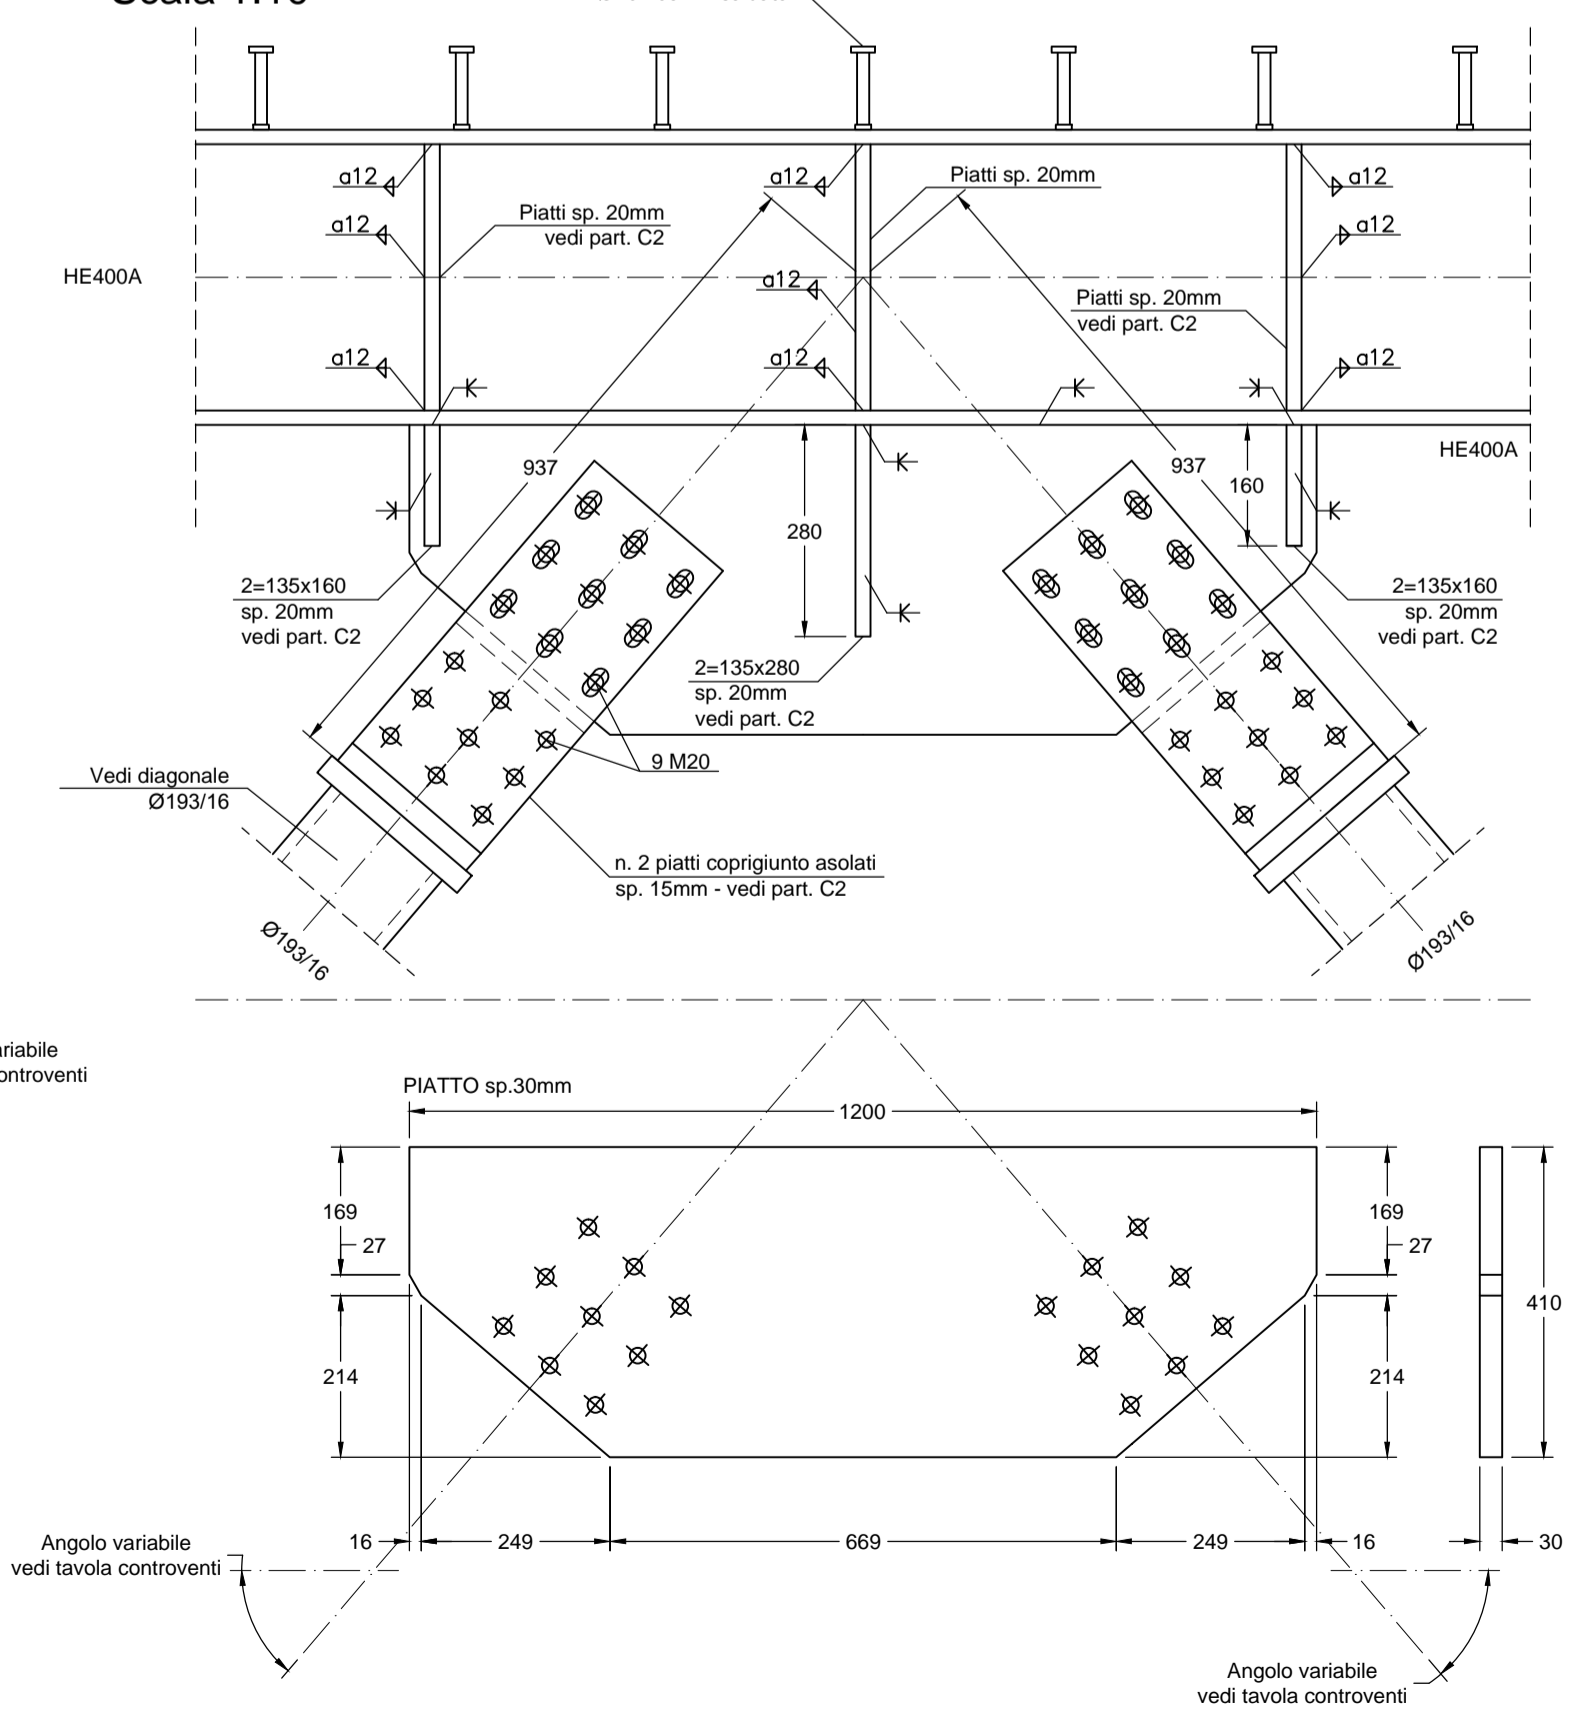 a12
a12
a12
Piatti sp. 20mm
Piatti sp. 20mm
vedi part. C2
a12
a12
HE400A
a12
Piatti sp. 20mm
vedi part. C2
a12
a12
a12
HE400A
937
937
160
280
2=135x160
sp. 20mm
vedi part. C2
2=135x160
sp. 20mm
vedi part. C2
2=135x280
sp. 20mm
vedi part. C2
9 M20
Vedi diagonale
Ø193/16
n. 2 piatti coprigiunto asolati
sp. 15mm - vedi part. C2
Ø193/16
Ø193/16
ontroventi
PIATTO sp.30mm
1200
169
27
214
169
27
214
410
16
249
669
249
16
30
Angolo variabile
vedi tavola controventi
Angolo variabile
vedi tavola controventi